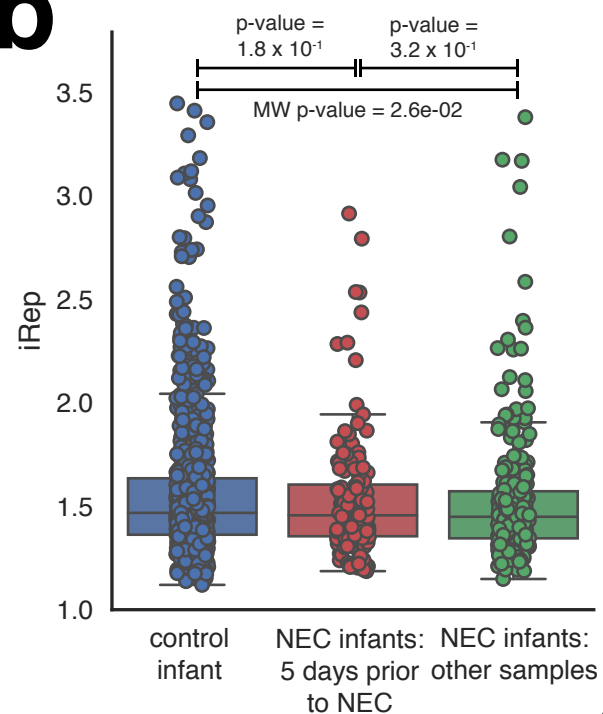 b
p-value =
1.8 x 10⁻¹
p-value =
3.2 x 10⁻¹
MW p-value = 2.6e-02
iRep
3.5
3.0
2.5
2.0
1.5
1.0
control
infant
NEC infants:
5 days prior
to NEC
NEC infants:
other samples